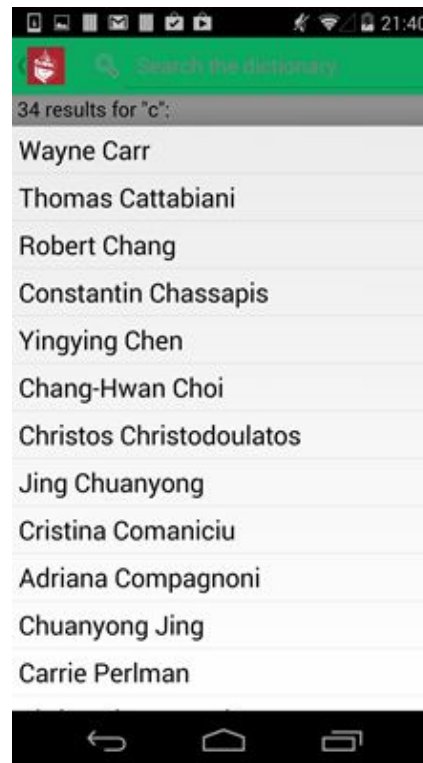 21:40
Search the dictionary
34 results for "c":
Wayne Carr
Thomas Cattabiani
Robert Chang
Constantin Chassapis
Yingying Chen
Chang-Hwan Choi
Christos Christodoulatos
Jing Chuanyong
Cristina Comaniciu
Adriana Compagnoni
Chuanyong Jing
Carrie Perlman